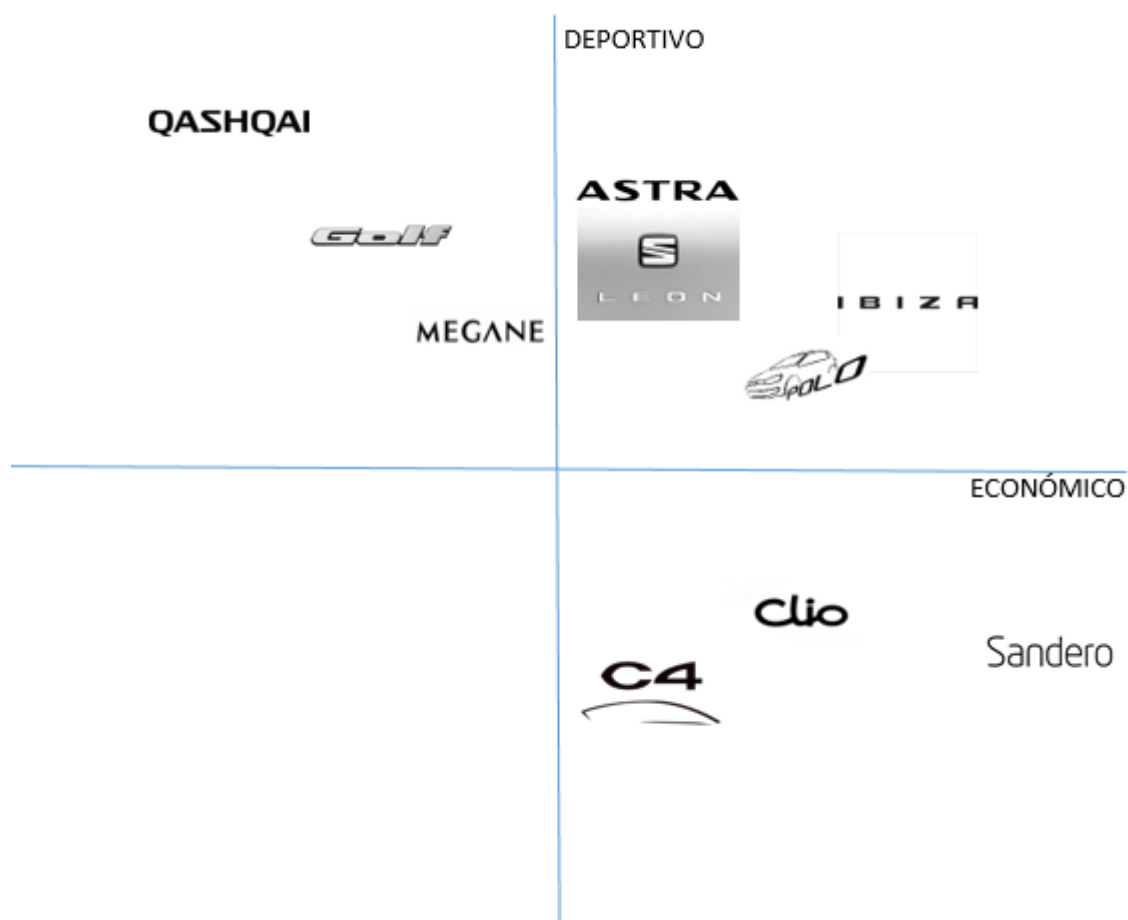 DEPORTIVO
QASHQAI
ASTRA
Golf
S
LEON
IBIZA
MEGANE
POLO
ECONÓMICO
Clio
Sandero
C4